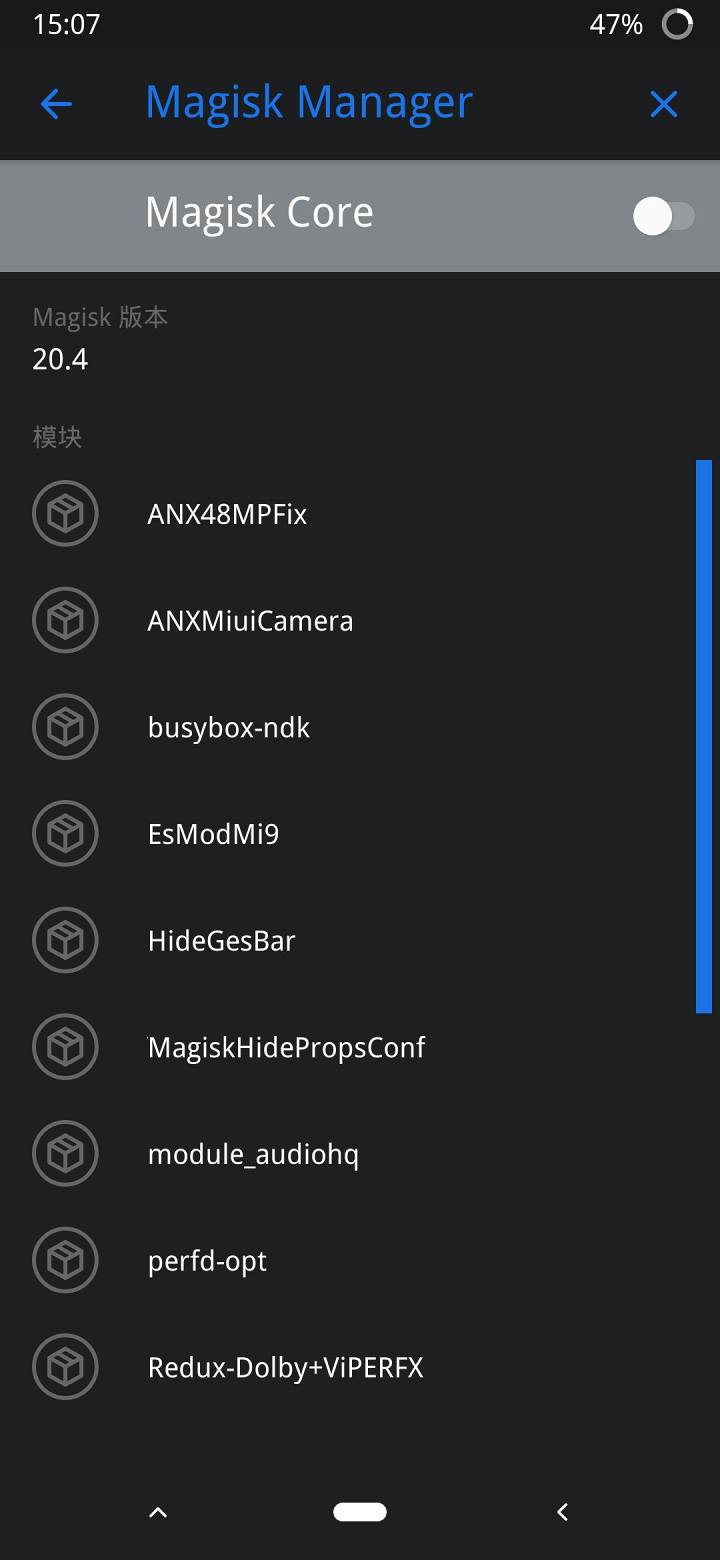 15:07 47%
Magisk Manager
Magisk Core
Magisk 版本
20.4
模块
ANX48MPFix
ANXMiuiCamera
busybox-ndk
EsModMi9
HideGesBar
MagiskHidePropsConf
module_audiohq
perfd-opt
Redux-Dolby+ViPERFX